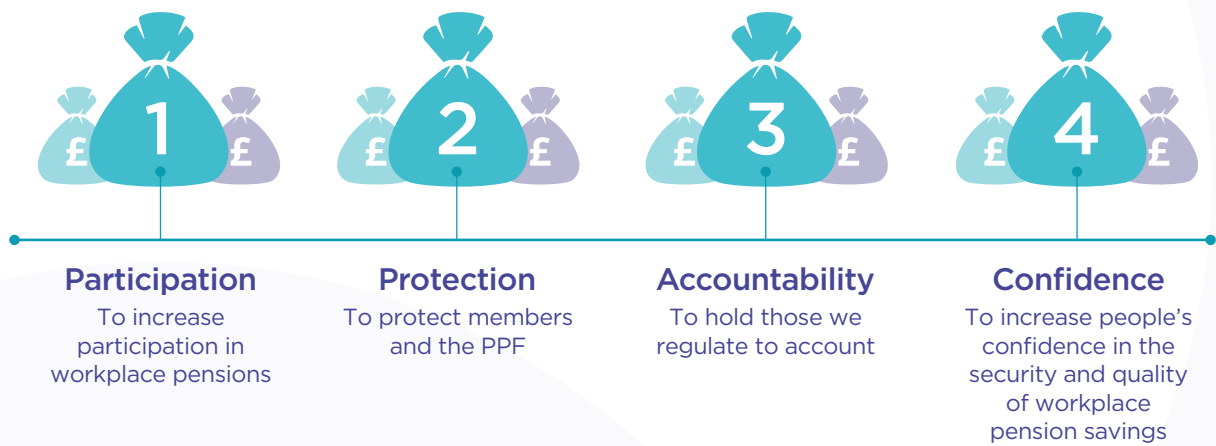 £ 1 £
£ 2 £
£ 3 £
£ 4 £
Participation
To increase
participation in
workplace pensions
Protection
To protect members
and the PPF
Accountability
To hold those we
regulate to account
Confidence
To increase people’s
confidence in the
security and quality
of workplace
pension savings